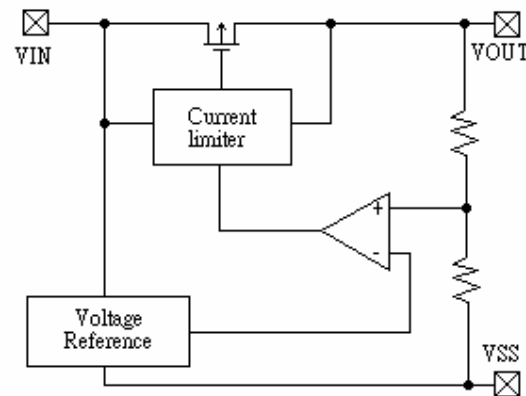 VIN
VOUT
Current
limiter
+
-
Voltage
Reference
VSS